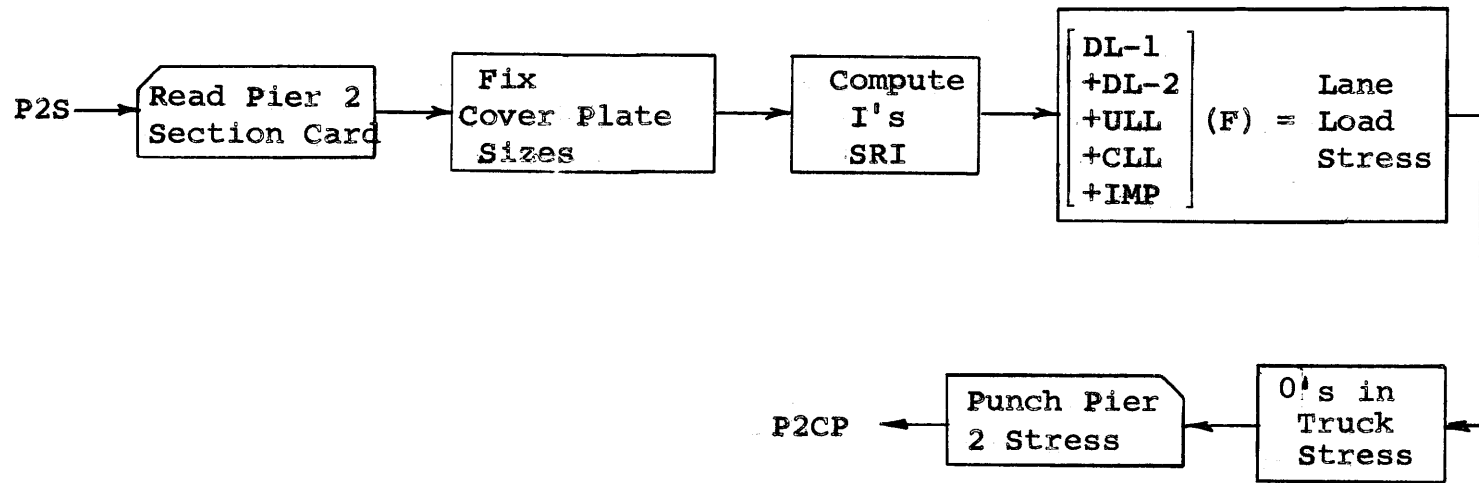 P2S
Read Pier 2
Section Card
Fix
Cover Plate
Sizes
Compute
I's
SRI
DL-1
+DL-2
+ULL
+CLL
+IMP
(F) =
Lane
Load
Stress
P2CP
Punch Pier
2 Stress
0's in
Truck
Stress